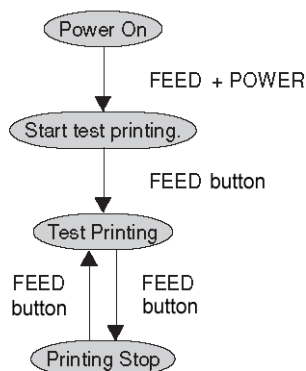 Power On
FEED + POWER
Start test printing.
FEED button
Test Printing
FEED
button
FEED
button
Printing Stop